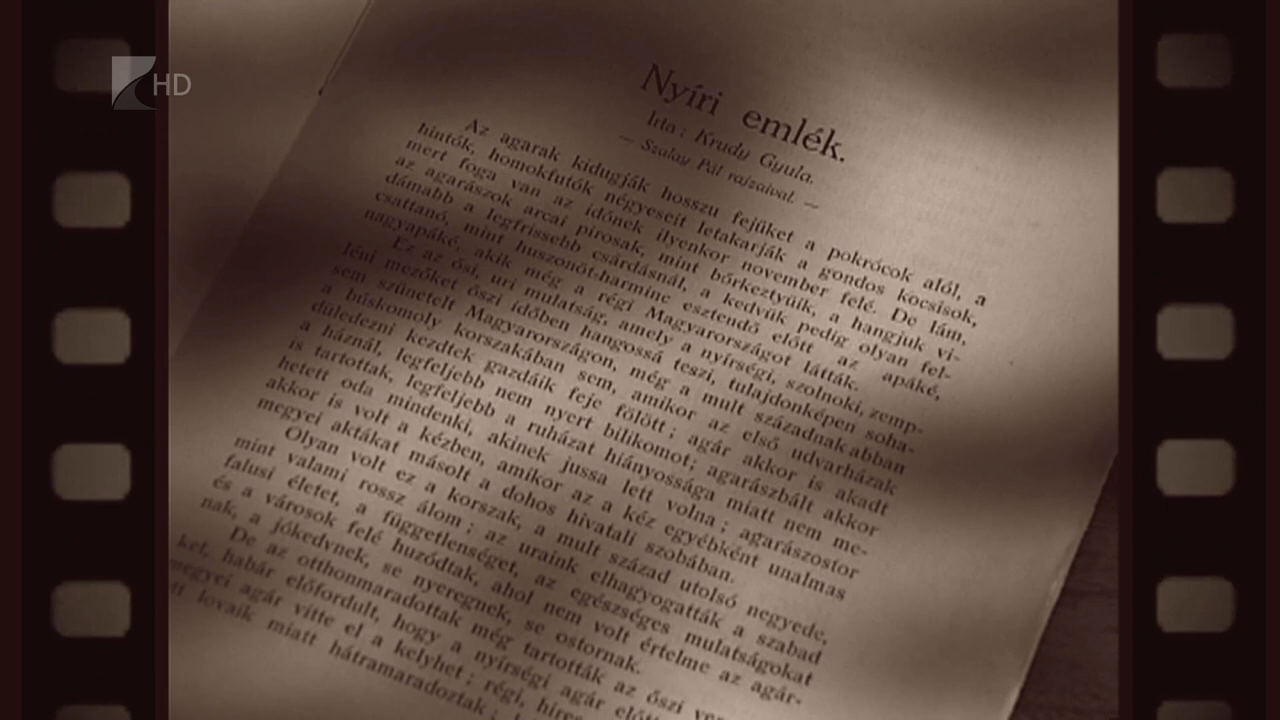 HD
Nyíri emlék.
Irta: Krudy Gyula.
— Szalay Pál rajzaival. —
Az agarak kidugják hosszu fejüket a pokrócok alól, a
hintók, homokfutók négyeseit letakarják a gondos kocsisok,
mert foga van az időnek ilyenkor november felé. De lám,
az agarászok arcai pirosak, mint bőrkeztyüik, a hangjuk vi-
dámabb a legfrissebb csárdásnál, a kedvük pedig olyan fel-
csattanó, mint huszonöt-harminc esztendő előtt az apáké,
nagyapáké, akik még a régi Magyarországot látták.
Ez az ősi, uri mulatság, amely a nyírségi, szolnoki, zemp-
léni mezőket őszi időben hangossá teszi, tulajdonképen soha-
sem szünetelt Magyarországon, még a mult századnak abban
a búskomoly korszakában sem, amikor az első udvarházak
düledezni kezdtek gazdáik feje fölött; agár akkor is akadt
a háznál, legfeljebb nem nyert bilikomot; agarászbált akkor
is tartottak, legfeljebb a ruházat hiányossága miatt nem me-
hetett oda mindenki, akinek jussa lett volna; agarászostor
akkor is volt a kézben, amikor az a kéz egyébként unalmas
megyei aktákat másolt a dohos hivatali szobában.
Olyan volt ez a korszak, a mult század utolsó negyede,
mint valami rossz álom; az uraink elhagyogatták a szabad
falusi életet, a függetlenséget, az egészséges mulatságokat
és a városok felé huzódtak, ahol nem volt értelme az agár-
nak, a jókedvnek, se nyeregnek, se ostornak.
De az otthonmaradottak még tartották az őszi
ket, habár előfordult, hogy a nyírségi agár
megyei agár vitte el a kelyhet; régi,
lovaik miatt hátramaradoztak;